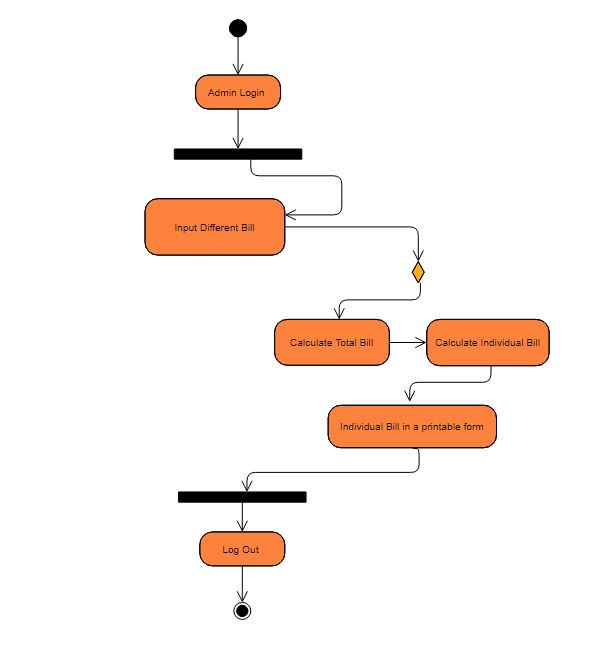 Admin Login
Input Different Bill
Calculate Total Bill
Calculate Individual Bill
Individual Bill in a printable form
Log Out